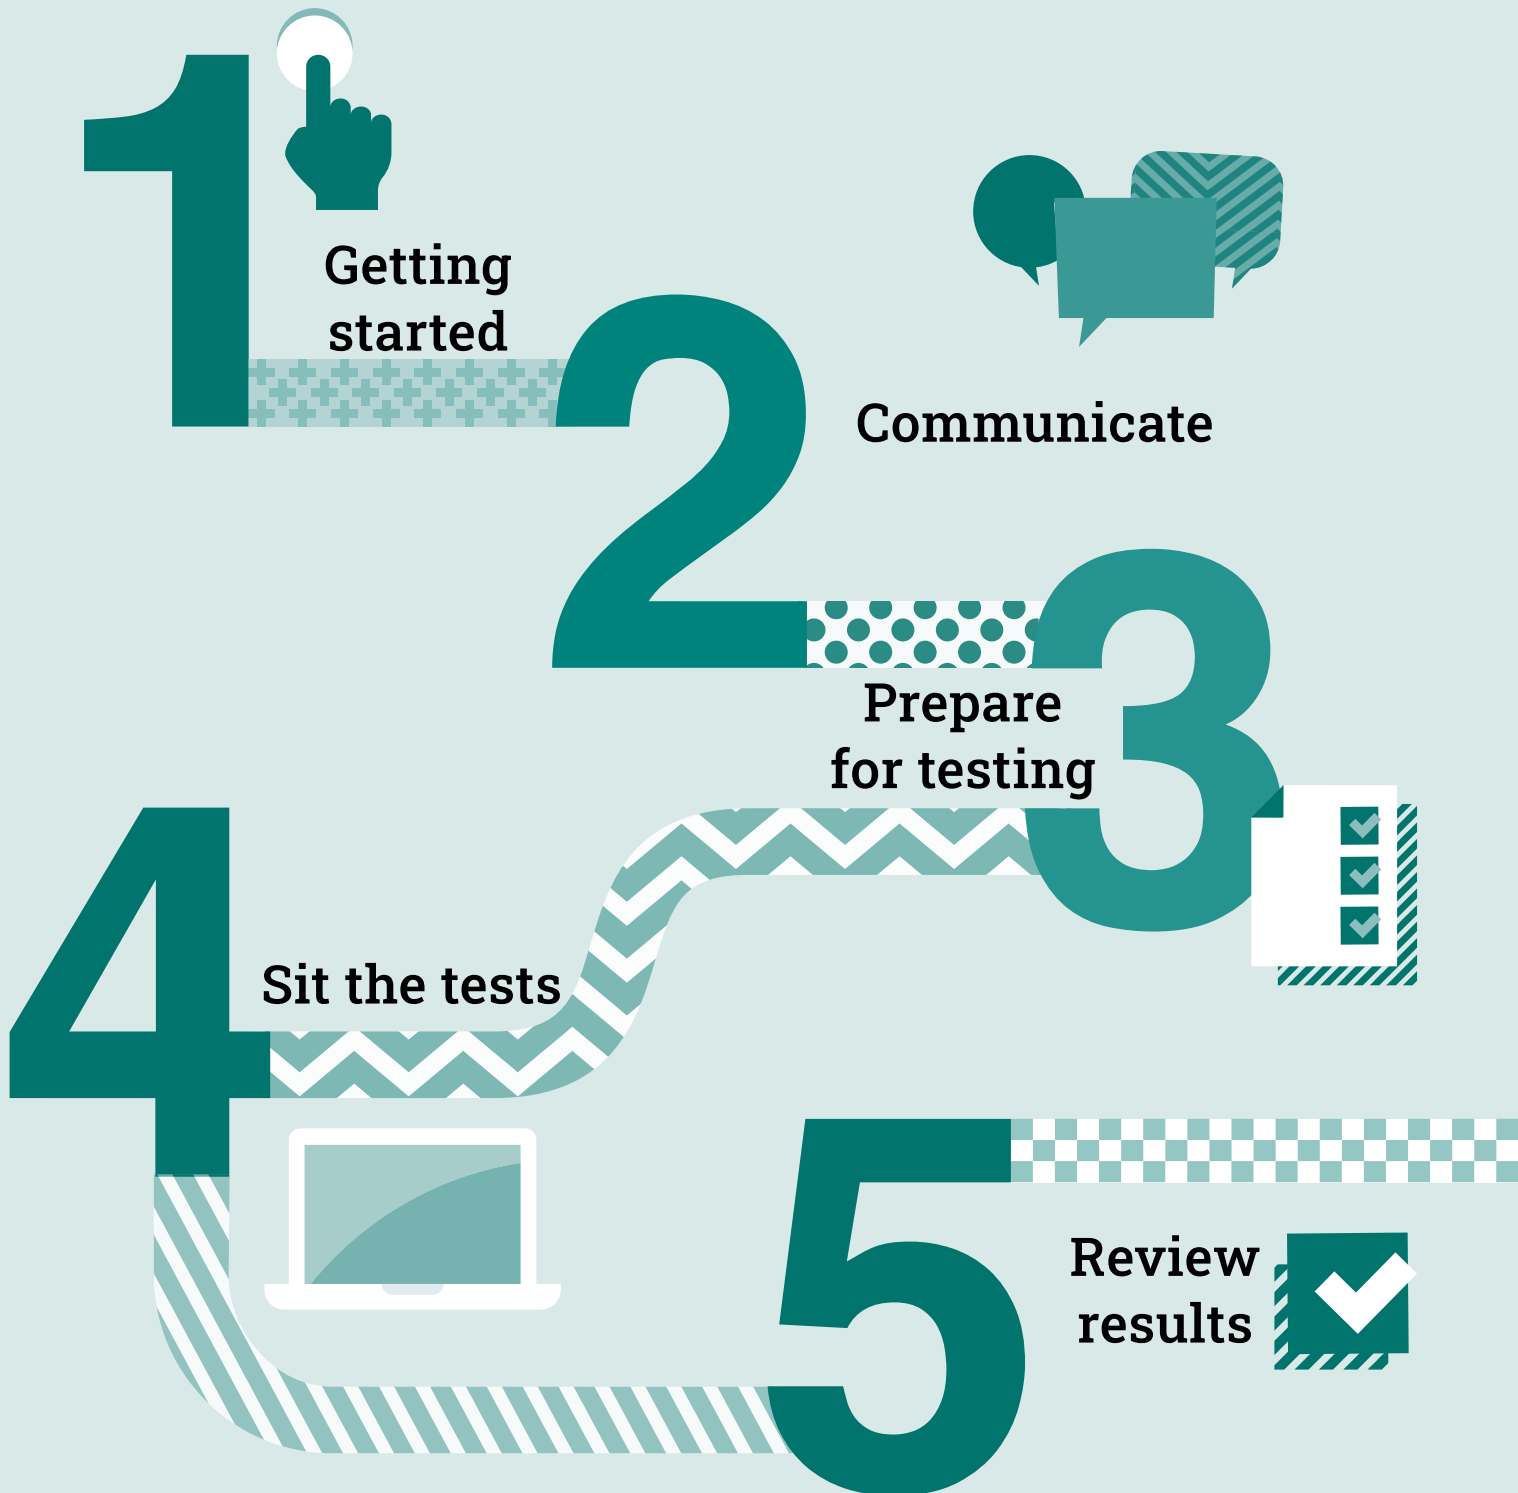 1
Getting
started
2
Communicate
3
Prepare
for testing
4
Sit the tests
5
Review
results